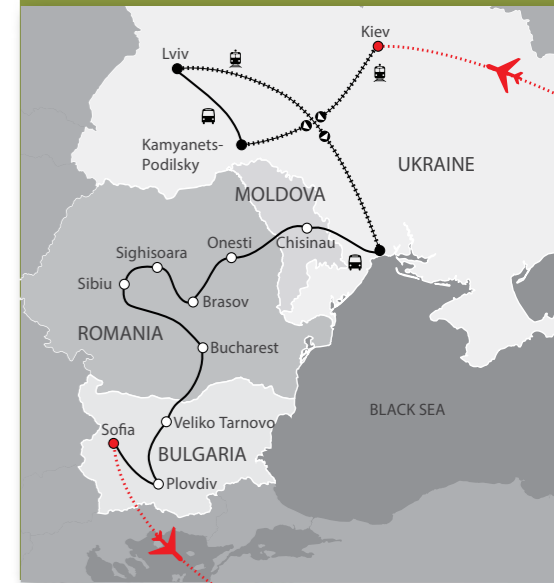 Kiev
Lviv
Kamyanets-
Podilsky
UKRAINE
MOLDOVA
Onesti
Chisinau
Sighisoara
Sibiu
Brasov
ROMANIA
Bucharest
BLACK SEA
Veliko Tarnovo
Sofia
BULGARIA
Plovdiv